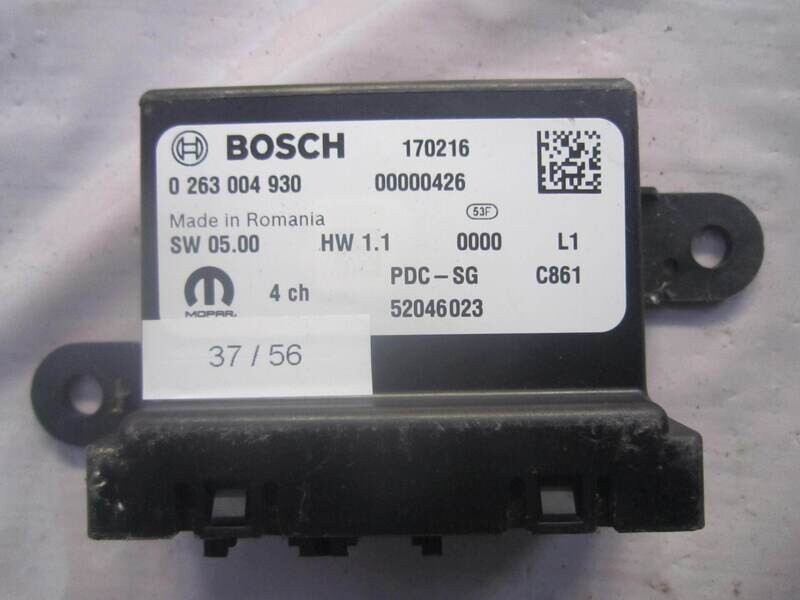 BOSCH 170216
0 263 004 930 00000426
Made in Romania 53F
SW 05.00 HW 1.1 0000 L1
4 ch PDC-SG C861
MOPAR. 52046023
37 / 56